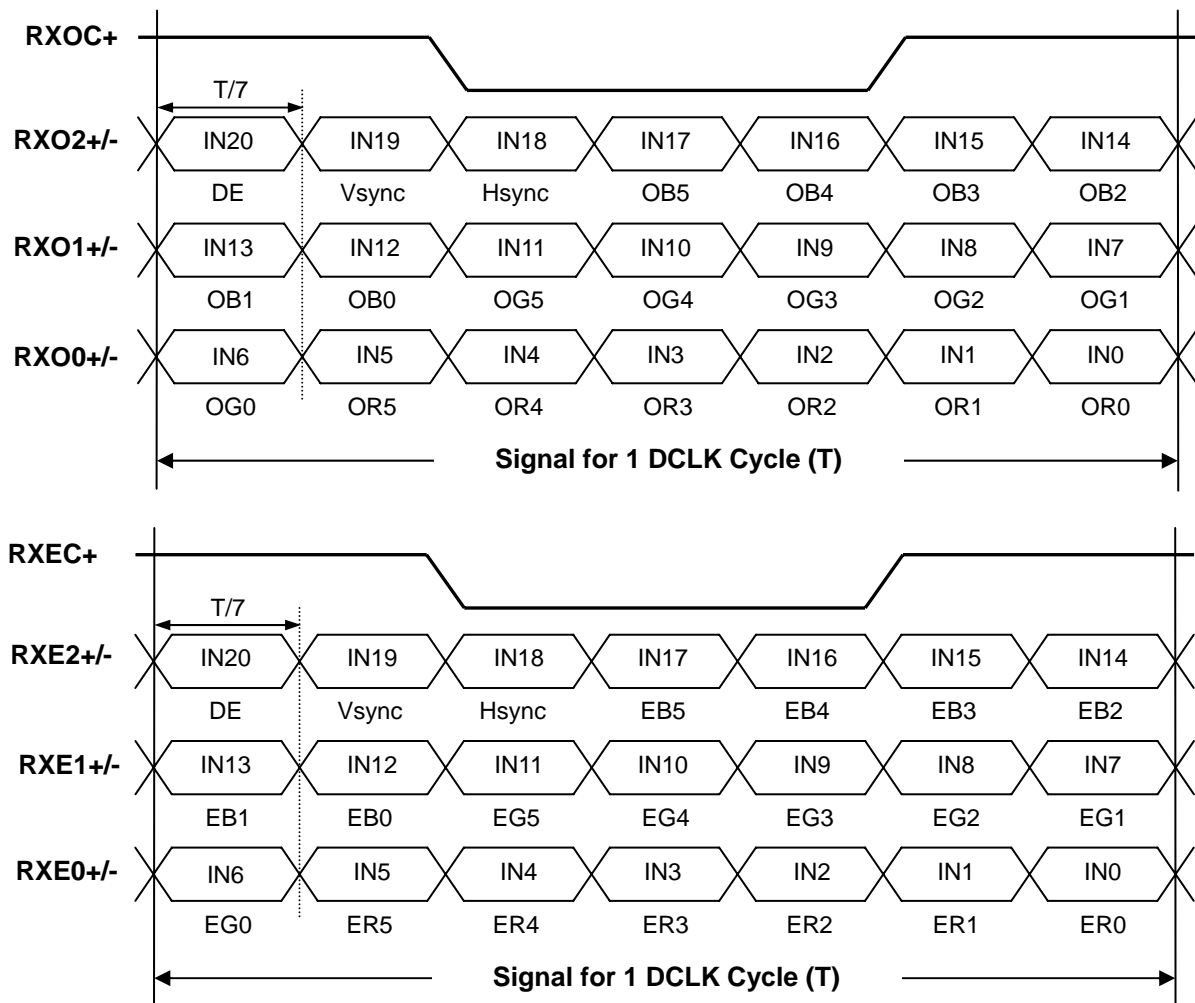 RXOC+
T/7
RXO2+/- IN20 IN19 IN18 IN17 IN16 IN15 IN14
DE Vsync Hsync OB5 OB4 OB3 OB2
RXO1+/- IN13 IN12 IN11 IN10 IN9 IN8 IN7
OB1 OB0 OG5 OG4 OG3 OG2 OG1
RXO0+/- IN6 IN5 IN4 IN3 IN2 IN1 IN0
OG0 OR5 OR4 OR3 OR2 OR1 OR0
Signal for 1 DCLK Cycle (T)
RXEC+
T/7
RXE2+/- IN20 IN19 IN18 IN17 IN16 IN15 IN14
DE Vsync Hsync EB5 EB4 EB3 EB2
RXE1+/- IN13 IN12 IN11 IN10 IN9 IN8 IN7
EB1 EB0 EG5 EG4 EG3 EG2 EG1
RXE0+/- IN6 IN5 IN4 IN3 IN2 IN1 IN0
EG0 ER5 ER4 ER3 ER2 ER1 ER0
Signal for 1 DCLK Cycle (T)